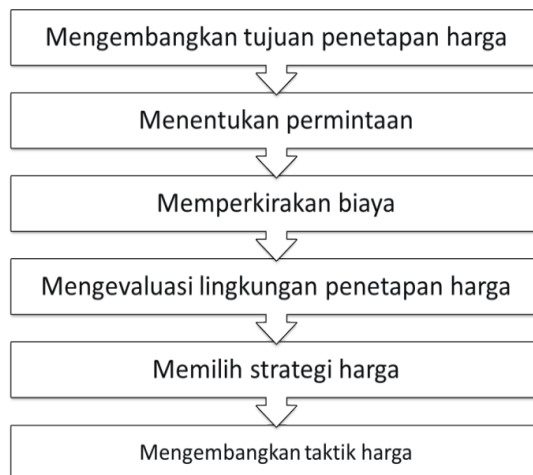 Mengembangkan tujuan penetapan harga
Menentukan permintaan
Memperkirakan biaya
Mengevaluasi lingkungan penetapan harga
Memilih strategi harga
Mengembangkan taktik harga